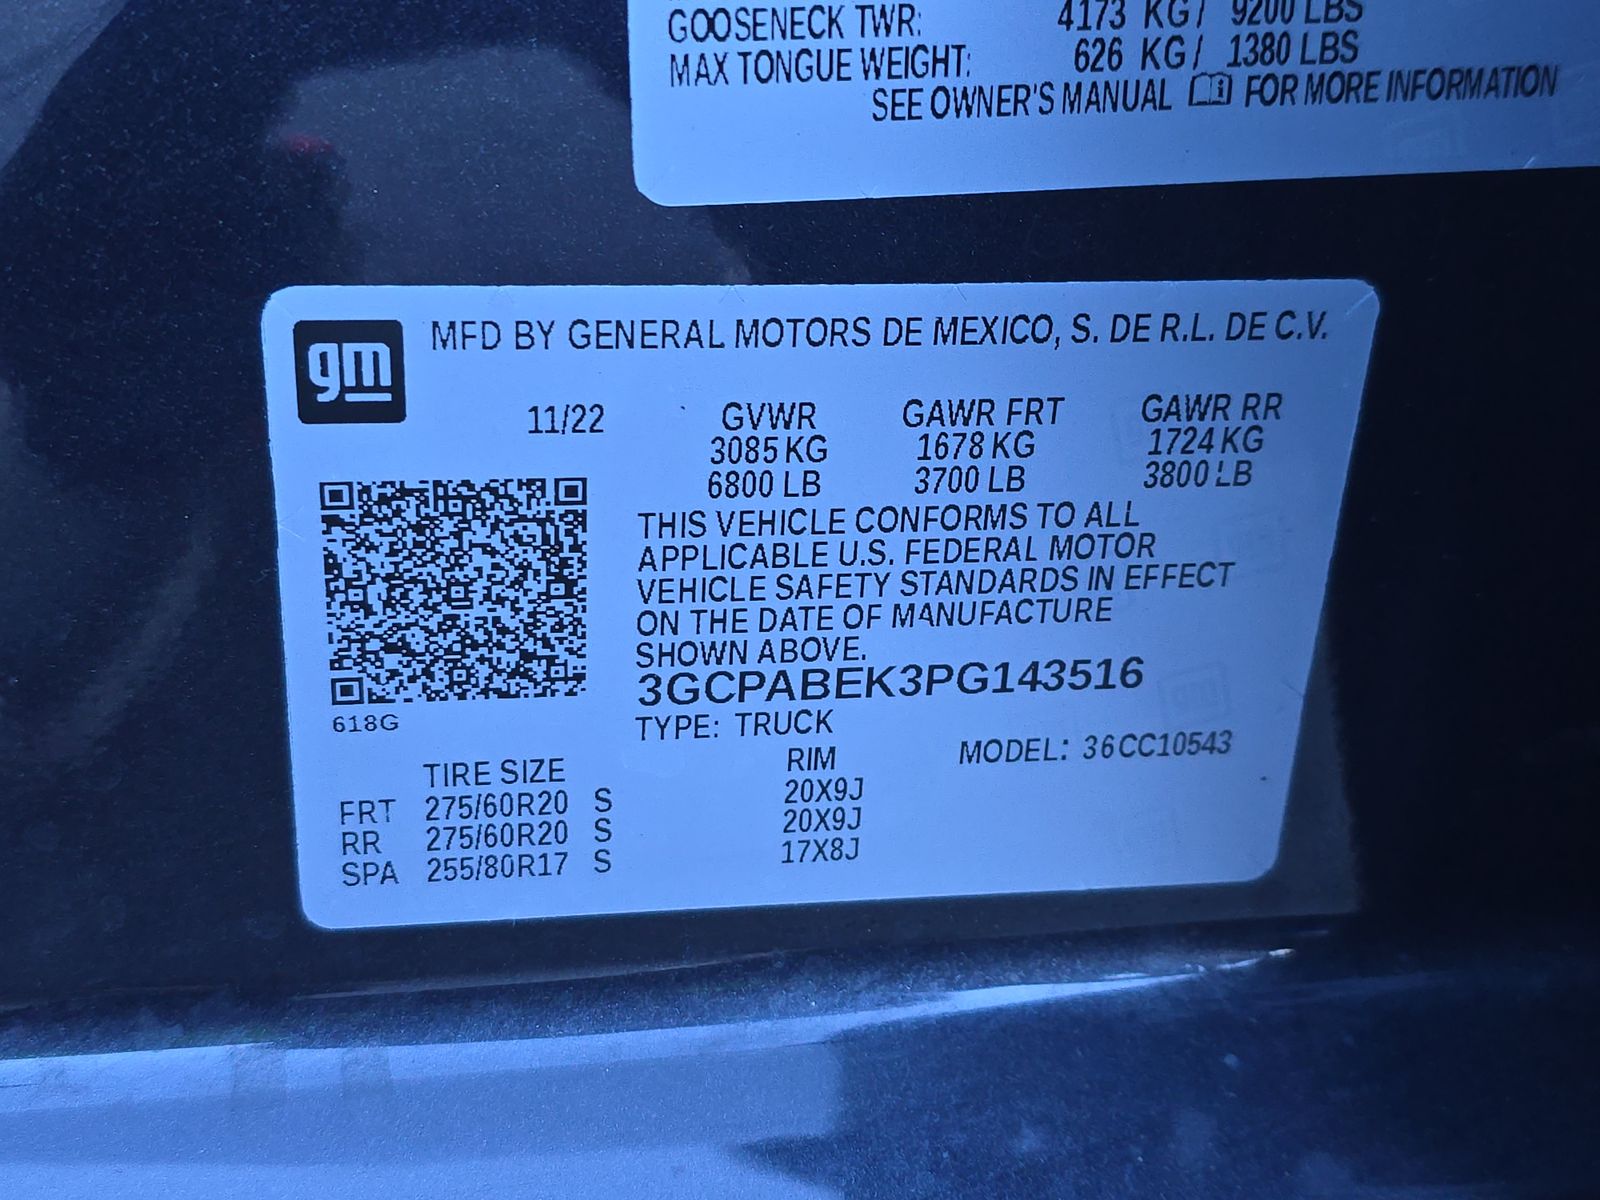 GOOSENECK TWR: 4173 KG / 9200 LBS
MAX TONGUE WEIGHT: 626 KG / 1380 LBS
SEE OWNER'S MANUAL FOR MORE INFORMATION
gm
MFD BY GENERAL MOTORS DE MEXICO, S. DE R.L. DE C.V.
11/22 GVWR GAWR FRT GAWR RR
3085 KG 1678 KG 1724 KG
6800 LB 3700 LB 3800 LB
THIS VEHICLE CONFORMS TO ALL
APPLICABLE U.S. FEDERAL MOTOR
VEHICLE SAFETY STANDARDS IN EFFECT
ON THE DATE OF MANUFACTURE
SHOWN ABOVE.
3GCPABEK3PG143516
618G
TYPE: TRUCK
MODEL: 36CC10543
TIRE SIZE RIM
FRT 275/60R20 S 20X9J
RR 275/60R20 S 20X9J
SPA 255/80R17 S 17X8J